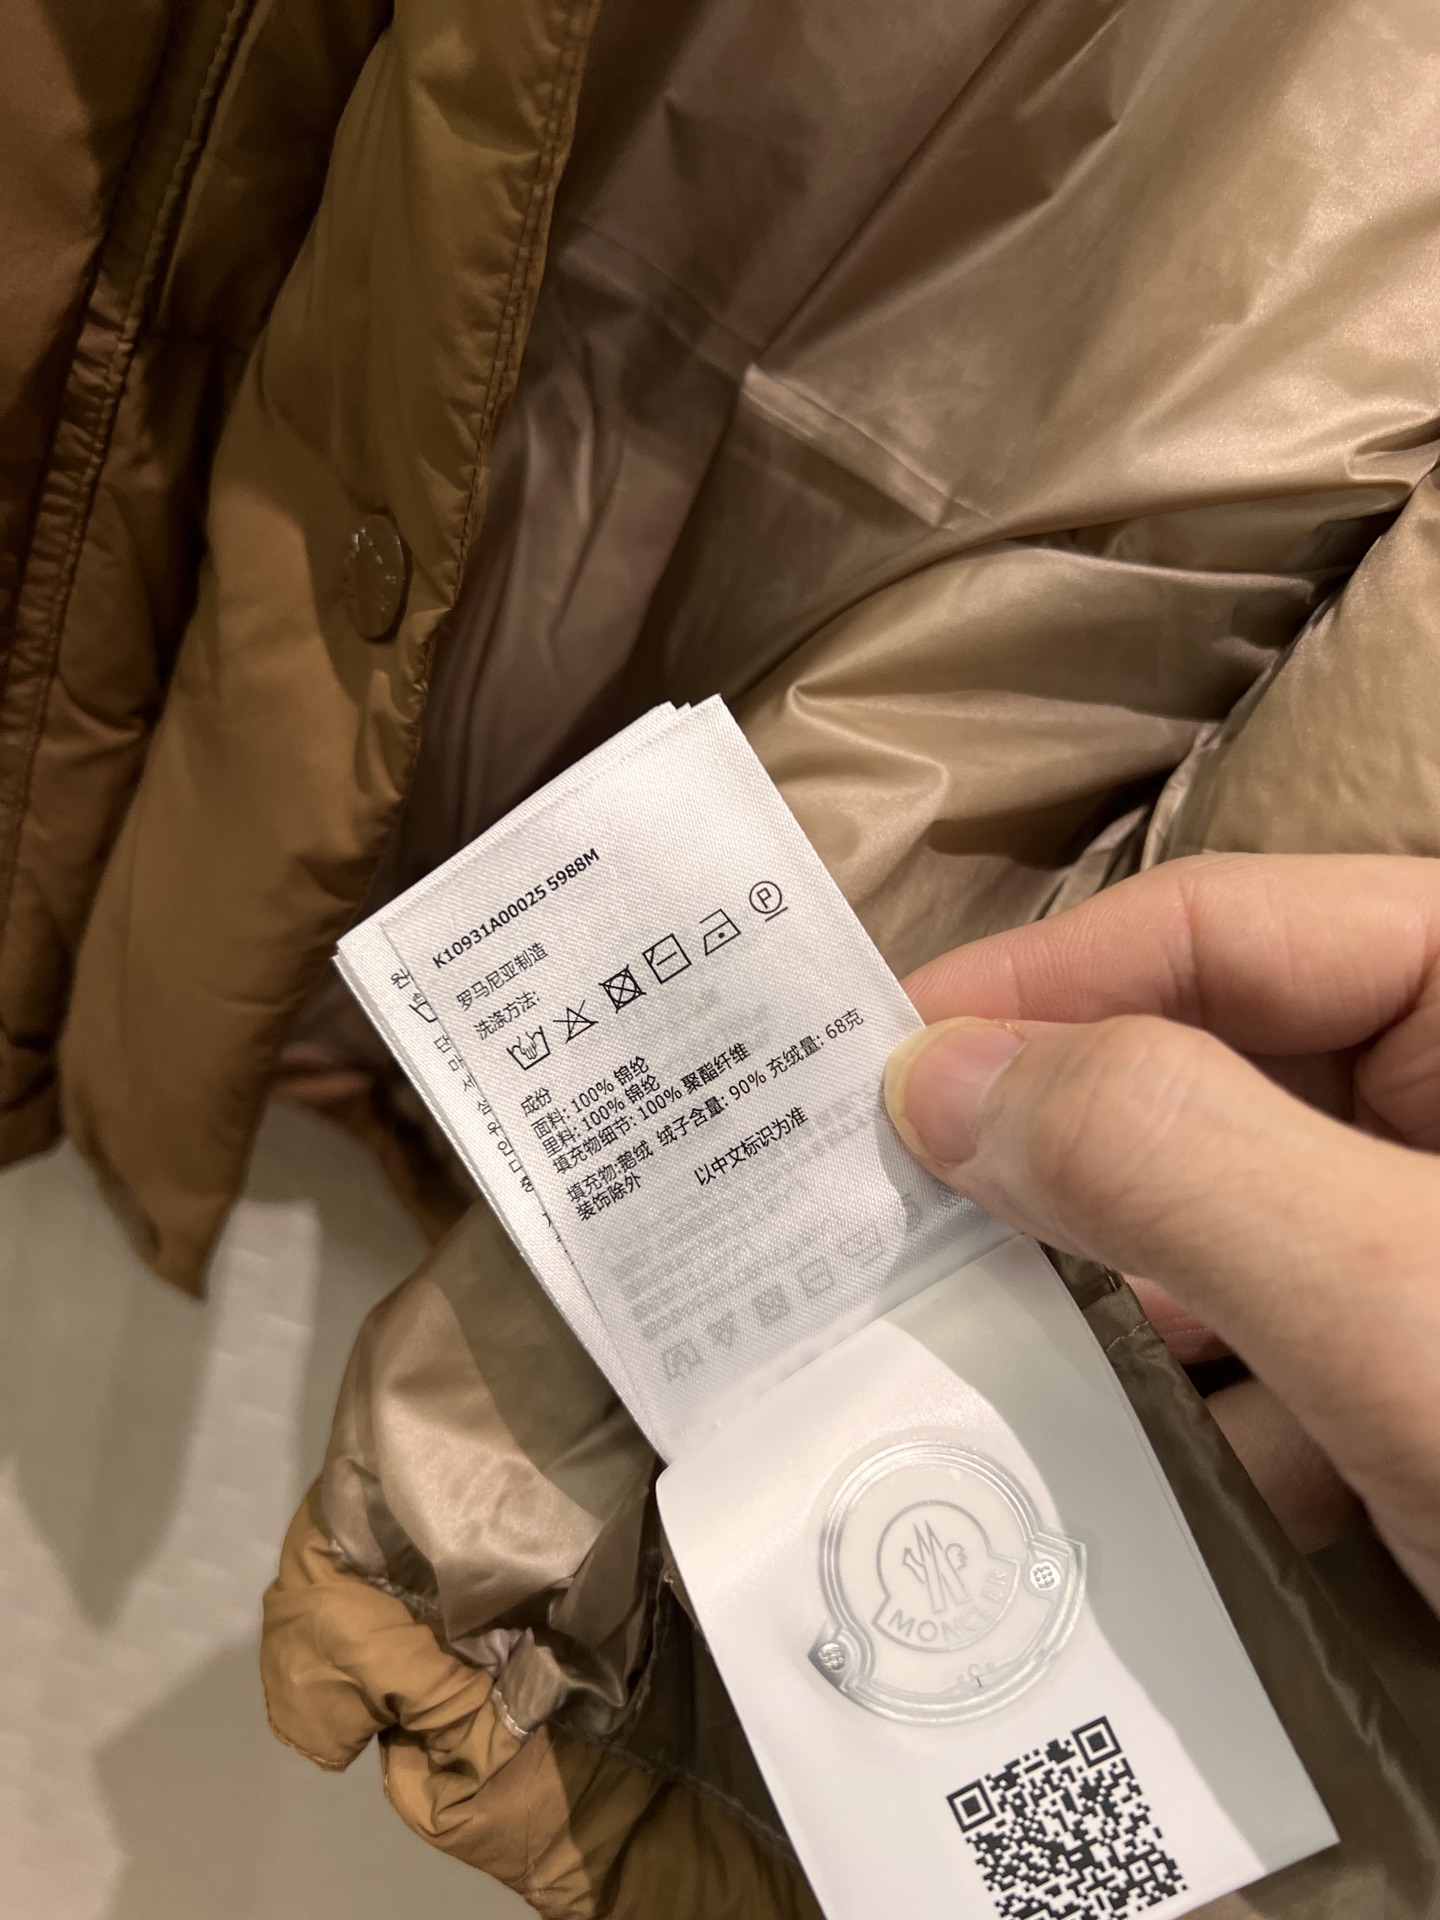 K10931A00025 5988M
罗马尼亚制造
洗涤方法:
P
成份
面料: 100% 锦纶
里料: 100% 锦纶
填充物细节: 100% 聚酯纤维
填充物:鹅绒 绒子含量: 90% 充绒量: 68克
装饰除外
以中文标识为准
MONCLER